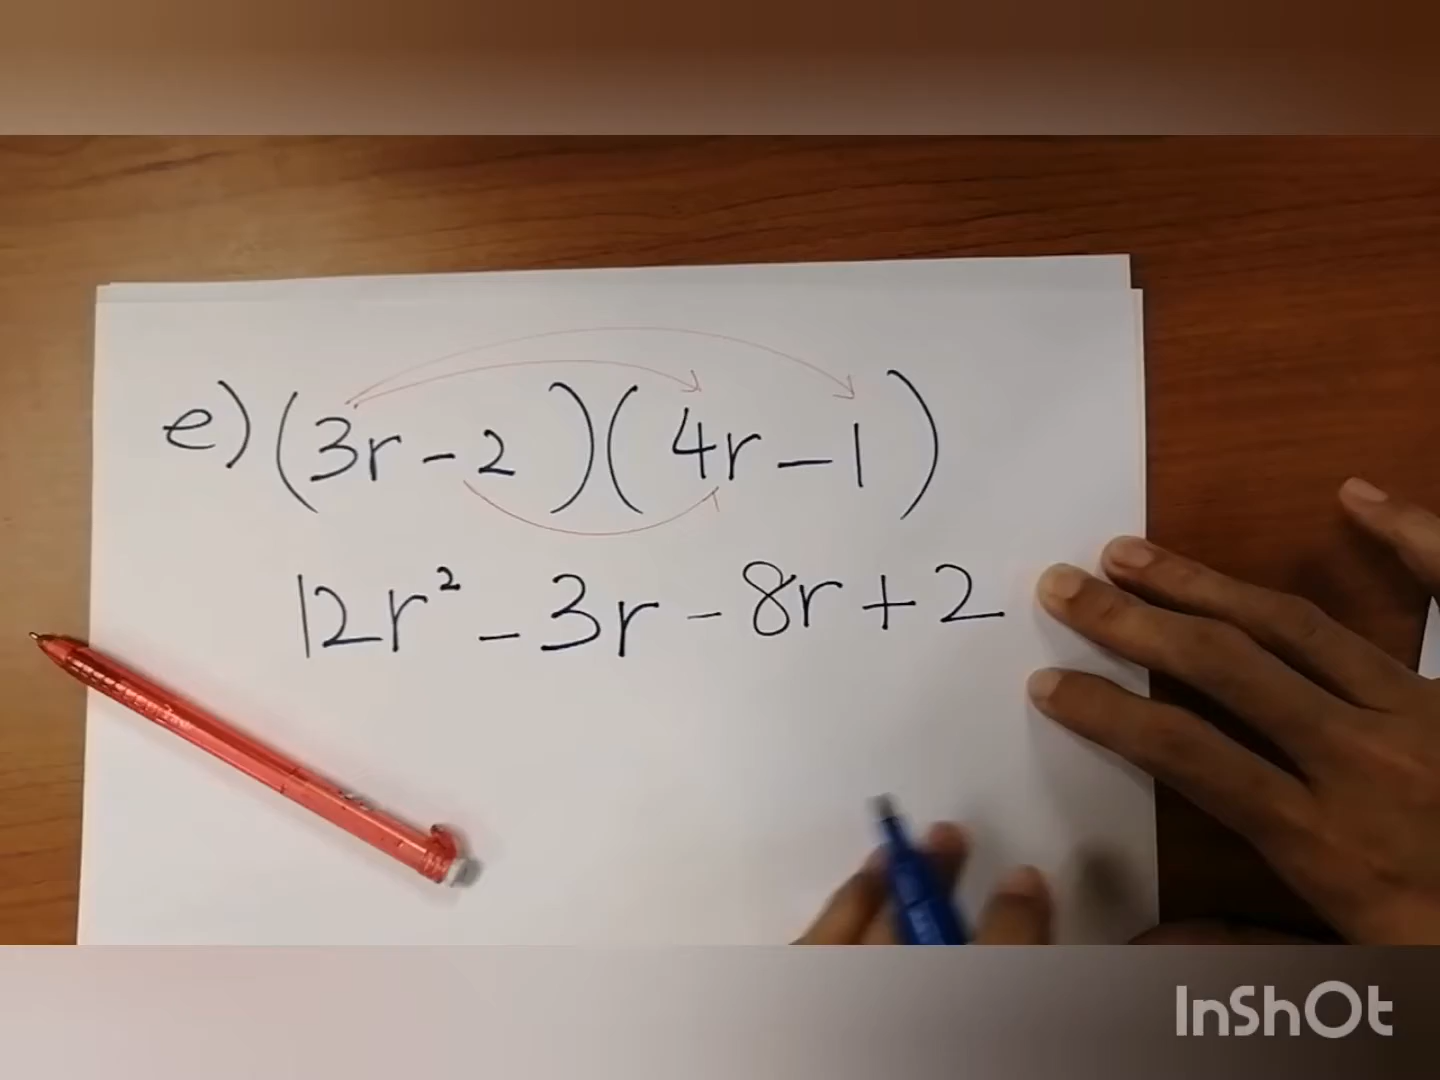 e) (3r - 2)(4r - 1)
12r² - 3r - 8r + 2
InShOt